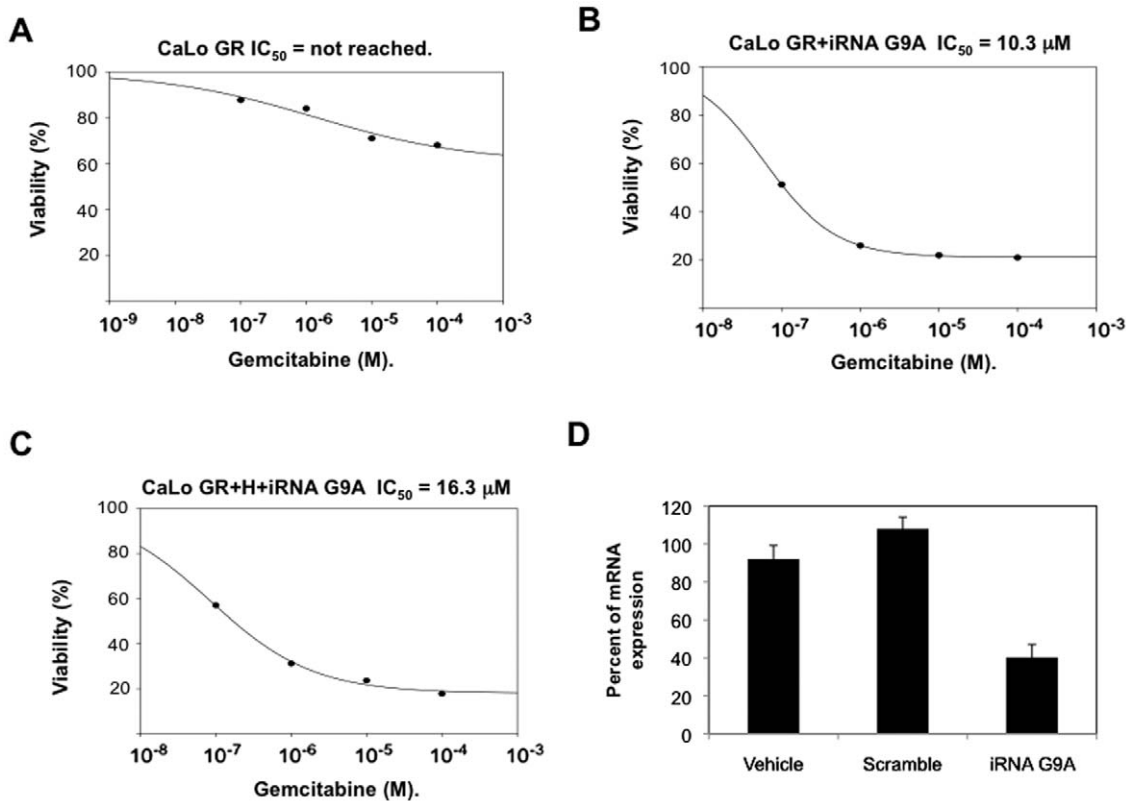 A
CaLo GR IC50 = not reached.
Viability (%)
100
80
60
40
20
10-9 10-8 10-7 10-6 10-5 10-4 10-3
Gemcitabine (M).
B
CaLo GR+iRNA G9A IC50 = 10.3 μM
Viability (%)
100
80
60
40
20
10-8 10-7 10-6 10-5 10-4 10-3
Gemcitabine (M).
C
CaLo GR+H+iRNA G9A IC50 = 16.3 μM
Viability (%)
100
80
60
40
20
10-8 10-7 10-6 10-5 10-4 10-3
Gemcitabine (M).
D
Percent of mRNA
expression
120
100
80
60
40
20
0
Vehicle Scramble iRNA G9A